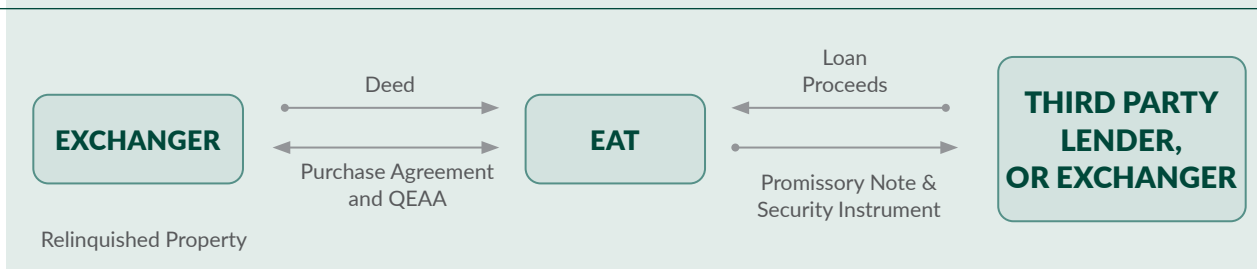 EXCHANGER
Relinquished Property
Deed
Purchase Agreement
and QEAA
EAT
Loan
Proceeds
Promissory Note &
Security Instrument
THIRD PARTY
LENDER,
OR EXCHANGER